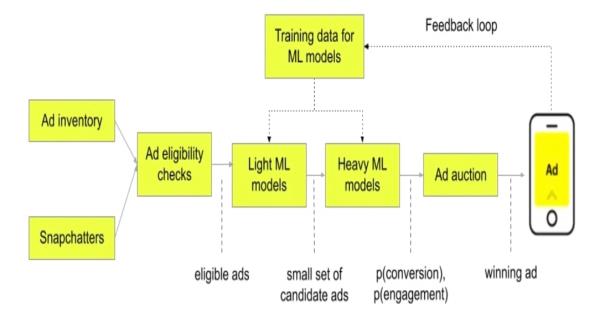 Training data for
ML models
Feedback loop
Ad inventory
Snapchatters
Ad eligibility
checks
Light ML
models
Heavy ML
models
Ad auction
Ad
eligible ads
small set of
candidate ads
p(conversion),
p(engagement)
winning ad